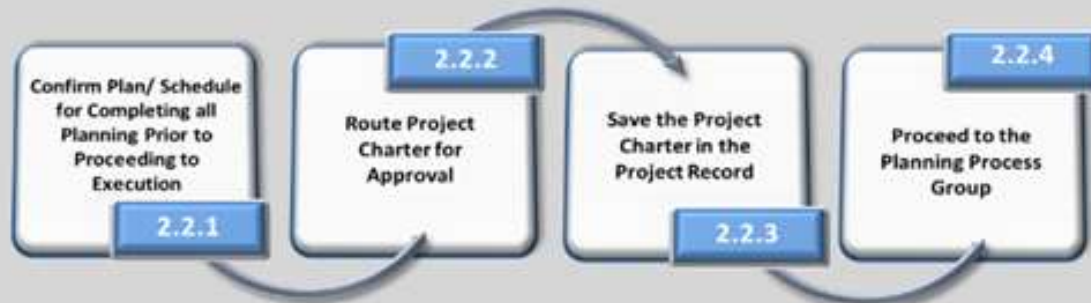 Confirm Plan/ Schedule
for Completing all
Planning Prior to
Proceeding to
Execution
2.2.1
2.2.2
Route Project
Charter for
Approval
Save the Project
Charter in the
Project Record
2.2.3
2.2.4
Proceed to the
Planning Process
Group